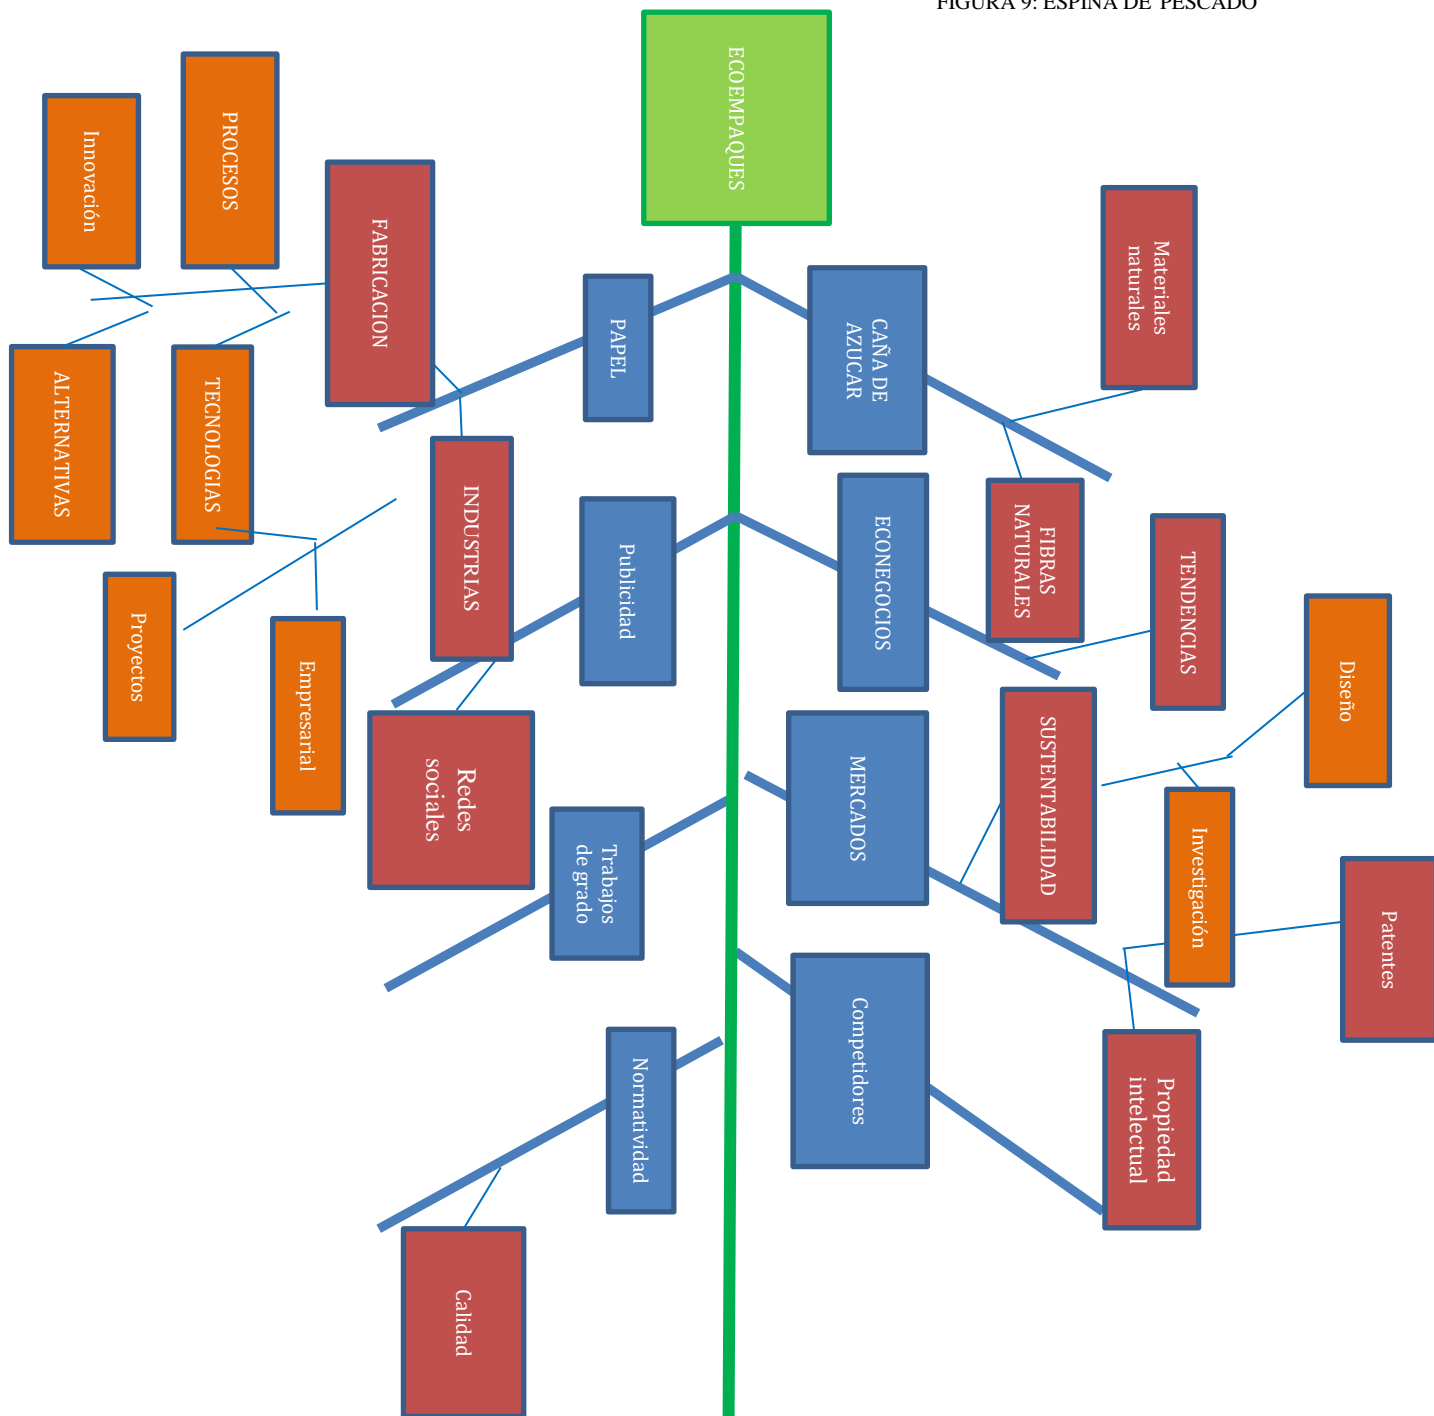 FIGURA 9: ESPINA DE PESCADO
ECOEMPAQUES
PROCESOS
Innovación
FABRICACION
Materiales
naturales
PAPEL
CAÑA DE
AZUCAR
ALTERNATIVAS
TECNOLOGIAS
INDUSTRIAS
Publicidad
ECONEGOCIOS
FIBRAS
NATURALES
TENDENCIAS
Diseño
Proyectos
Empresarial
Redes
sociales
Trabajos
de grado
MERCADOS
SUSTENTABILIDAD
Investigación
Patentes
Normatividad
Competidores
Propiedad
intelectual
Calidad